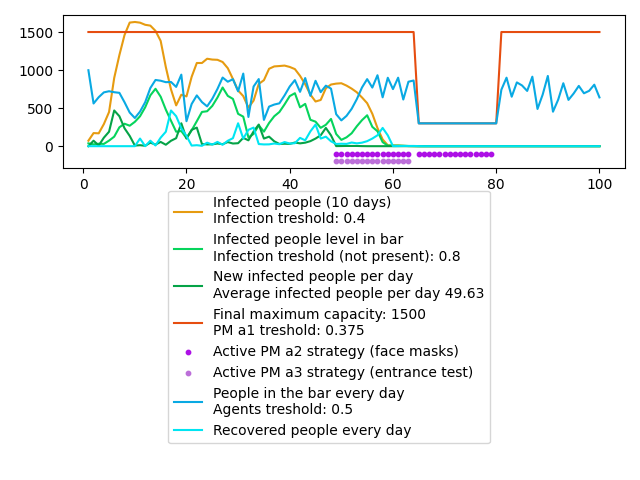 1500
1000
500
0
0 20 40 60 80 100
Infected people (10 days)
Infection treshold: 0.4
Infected people level in bar
Infection treshold (not present): 0.8
New infected people per day
Average infected people per day 49.63
Final maximum capacity: 1500
PM a1 treshold: 0.375
Active PM a2 strategy (face masks)
Active PM a3 strategy (entrance test)
People in the bar every day
Agents treshold: 0.5
Recovered people every day